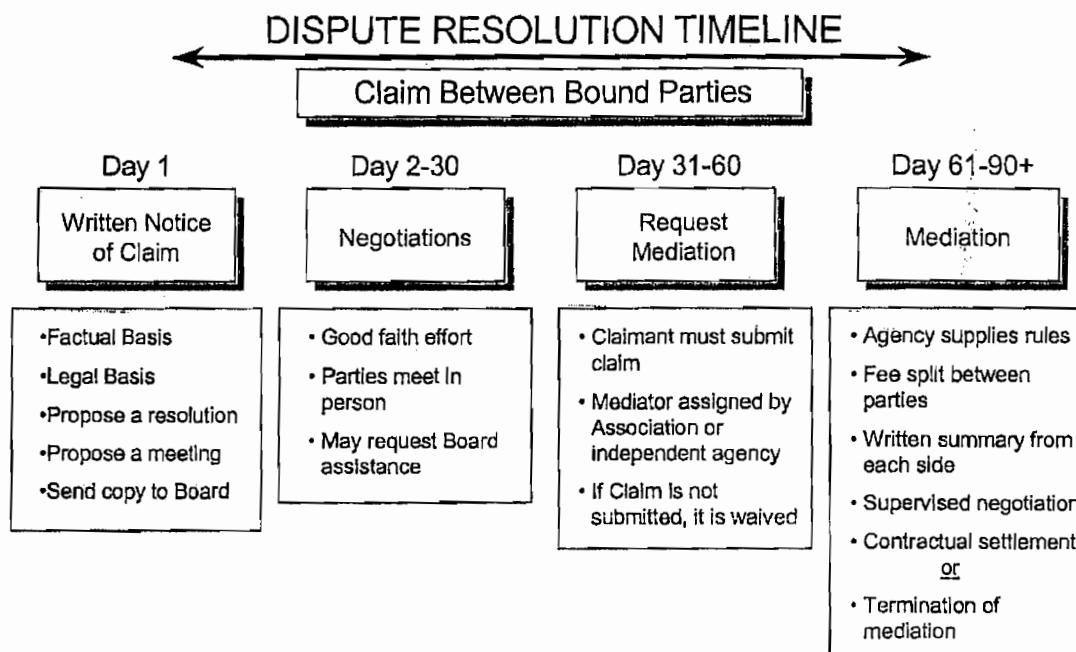 DISPUTE RESOLUTION TIMELINE
Claim Between Bound Parties
Day 1
Written Notice
of Claim
•Factual Basis
•Legal Basis
•Propose a resolution
•Propose a meeting
•Send copy to Board
Day 2-30
Negotiations
• Good faith effort
• Parties meet in
person
• May request Board
assistance
Day 31-60
Request
Mediation
• Claimant must submit
claim
• Mediator assigned by
Association or
independent agency
• If Claim is not
submitted, it is waived
Day 61-90+
Mediation
• Agency supplies rules
• Fee split between
parties
• Written summary from
each side
• Supervised negotiation
• Contractual settlement
or
• Termination of
mediation